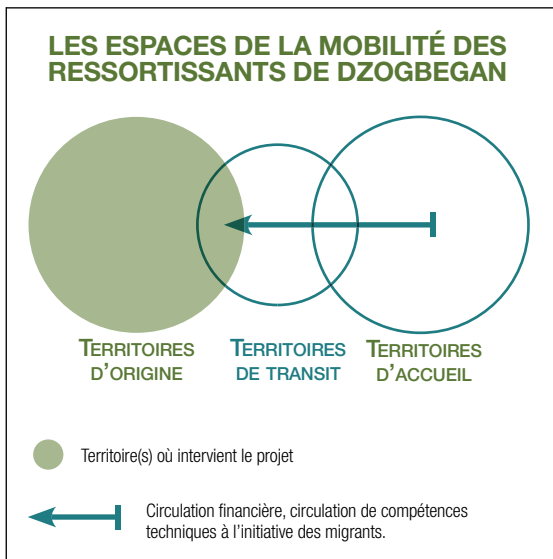 LES ESPACES DE LA MOBILITÉ DES
RESSORTISSANTS DE DZOGBEGAN
TERRITOIRES
D'ORIGINE
TERRITOIRES
DE TRANSIT
TERRITOIRES
D'ACCUEIL
Territoire(s) où intervient le projet
Circulation financière, circulation de compétences
techniques à l'initiative des migrants.